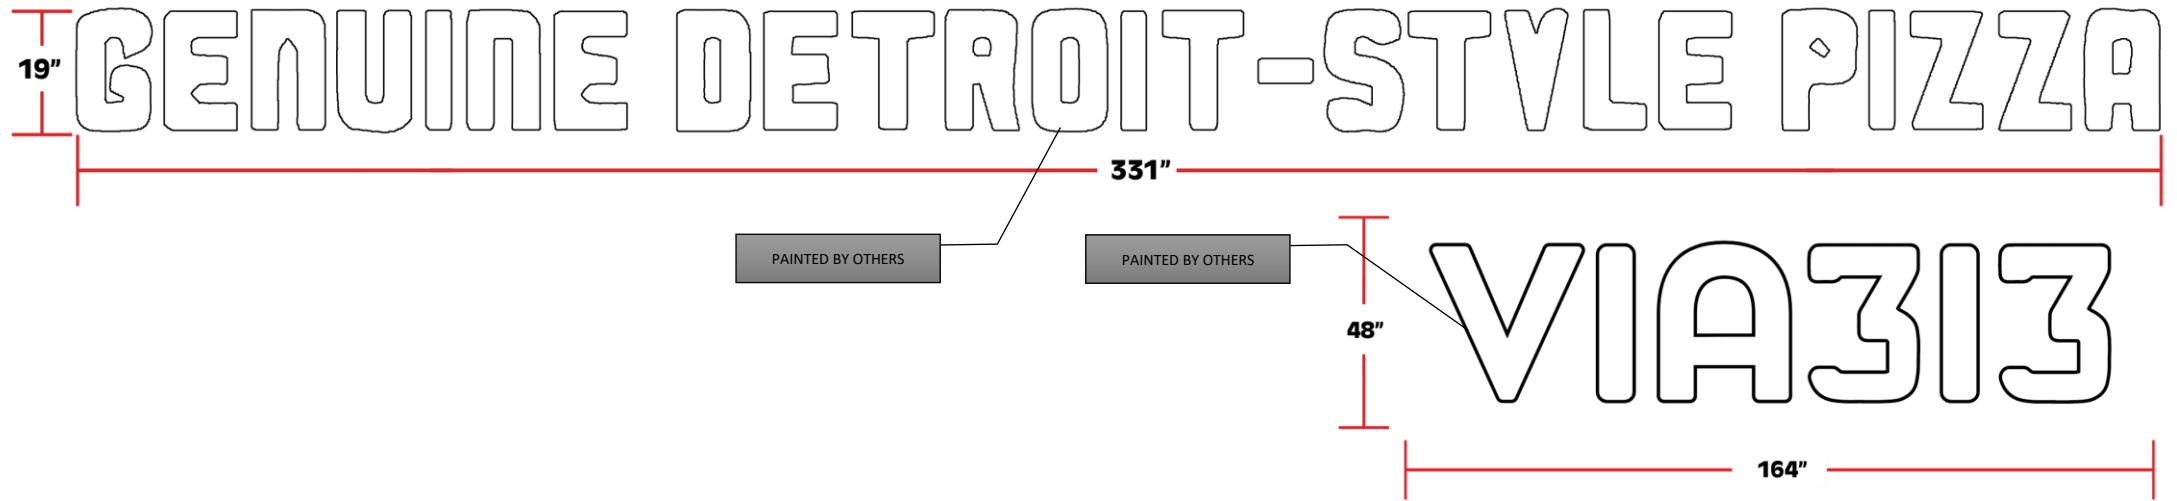 GENUINE DETROIT-STYLE PIZZA
19”
331”
PAINTED BY OTHERS
PAINTED BY OTHERS
48”
VIA313
164”